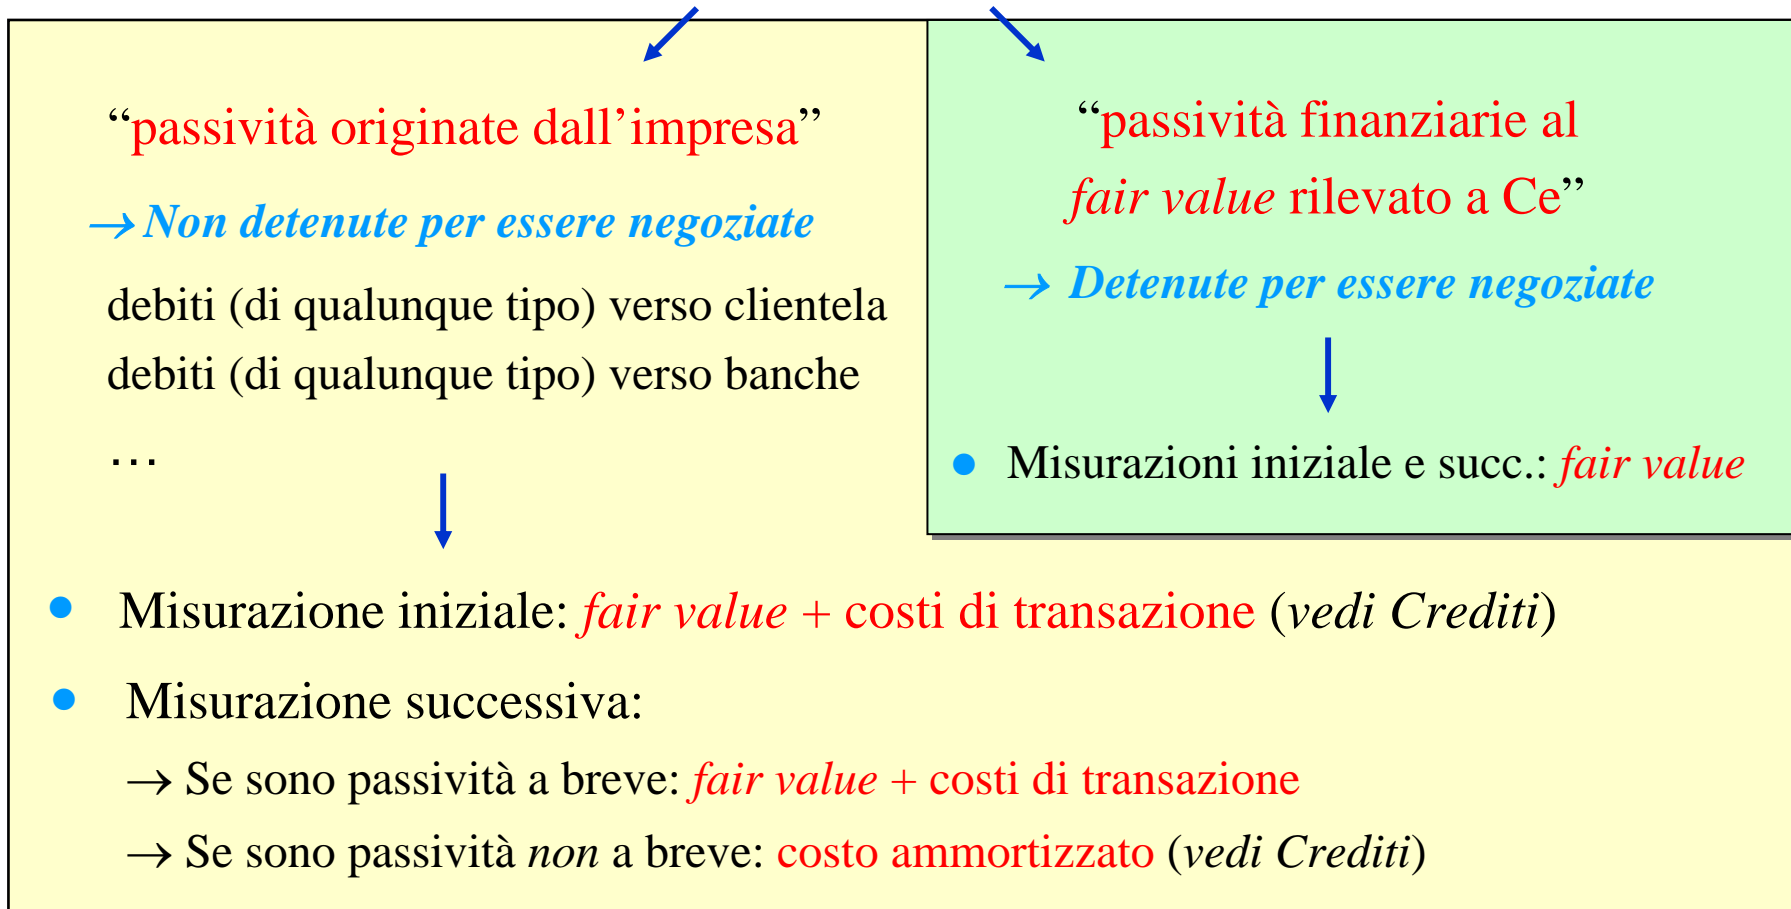 “passività originate dall’impresa”
→ Non detenute per essere negoziate
debiti (di qualunque tipo) verso clientela
debiti (di qualunque tipo) verso banche
…
“passività finanziarie al
fair value rilevato a Ce”
→ Detenute per essere negoziate
• Misurazioni iniziale e succ.: fair value
• Misurazione iniziale: fair value + costi di transazione (vedi Crediti)
• Misurazione successiva:
→ Se sono passività a breve: fair value + costi di transazione
→ Se sono passività non a breve: costo ammortizzato (vedi Crediti)